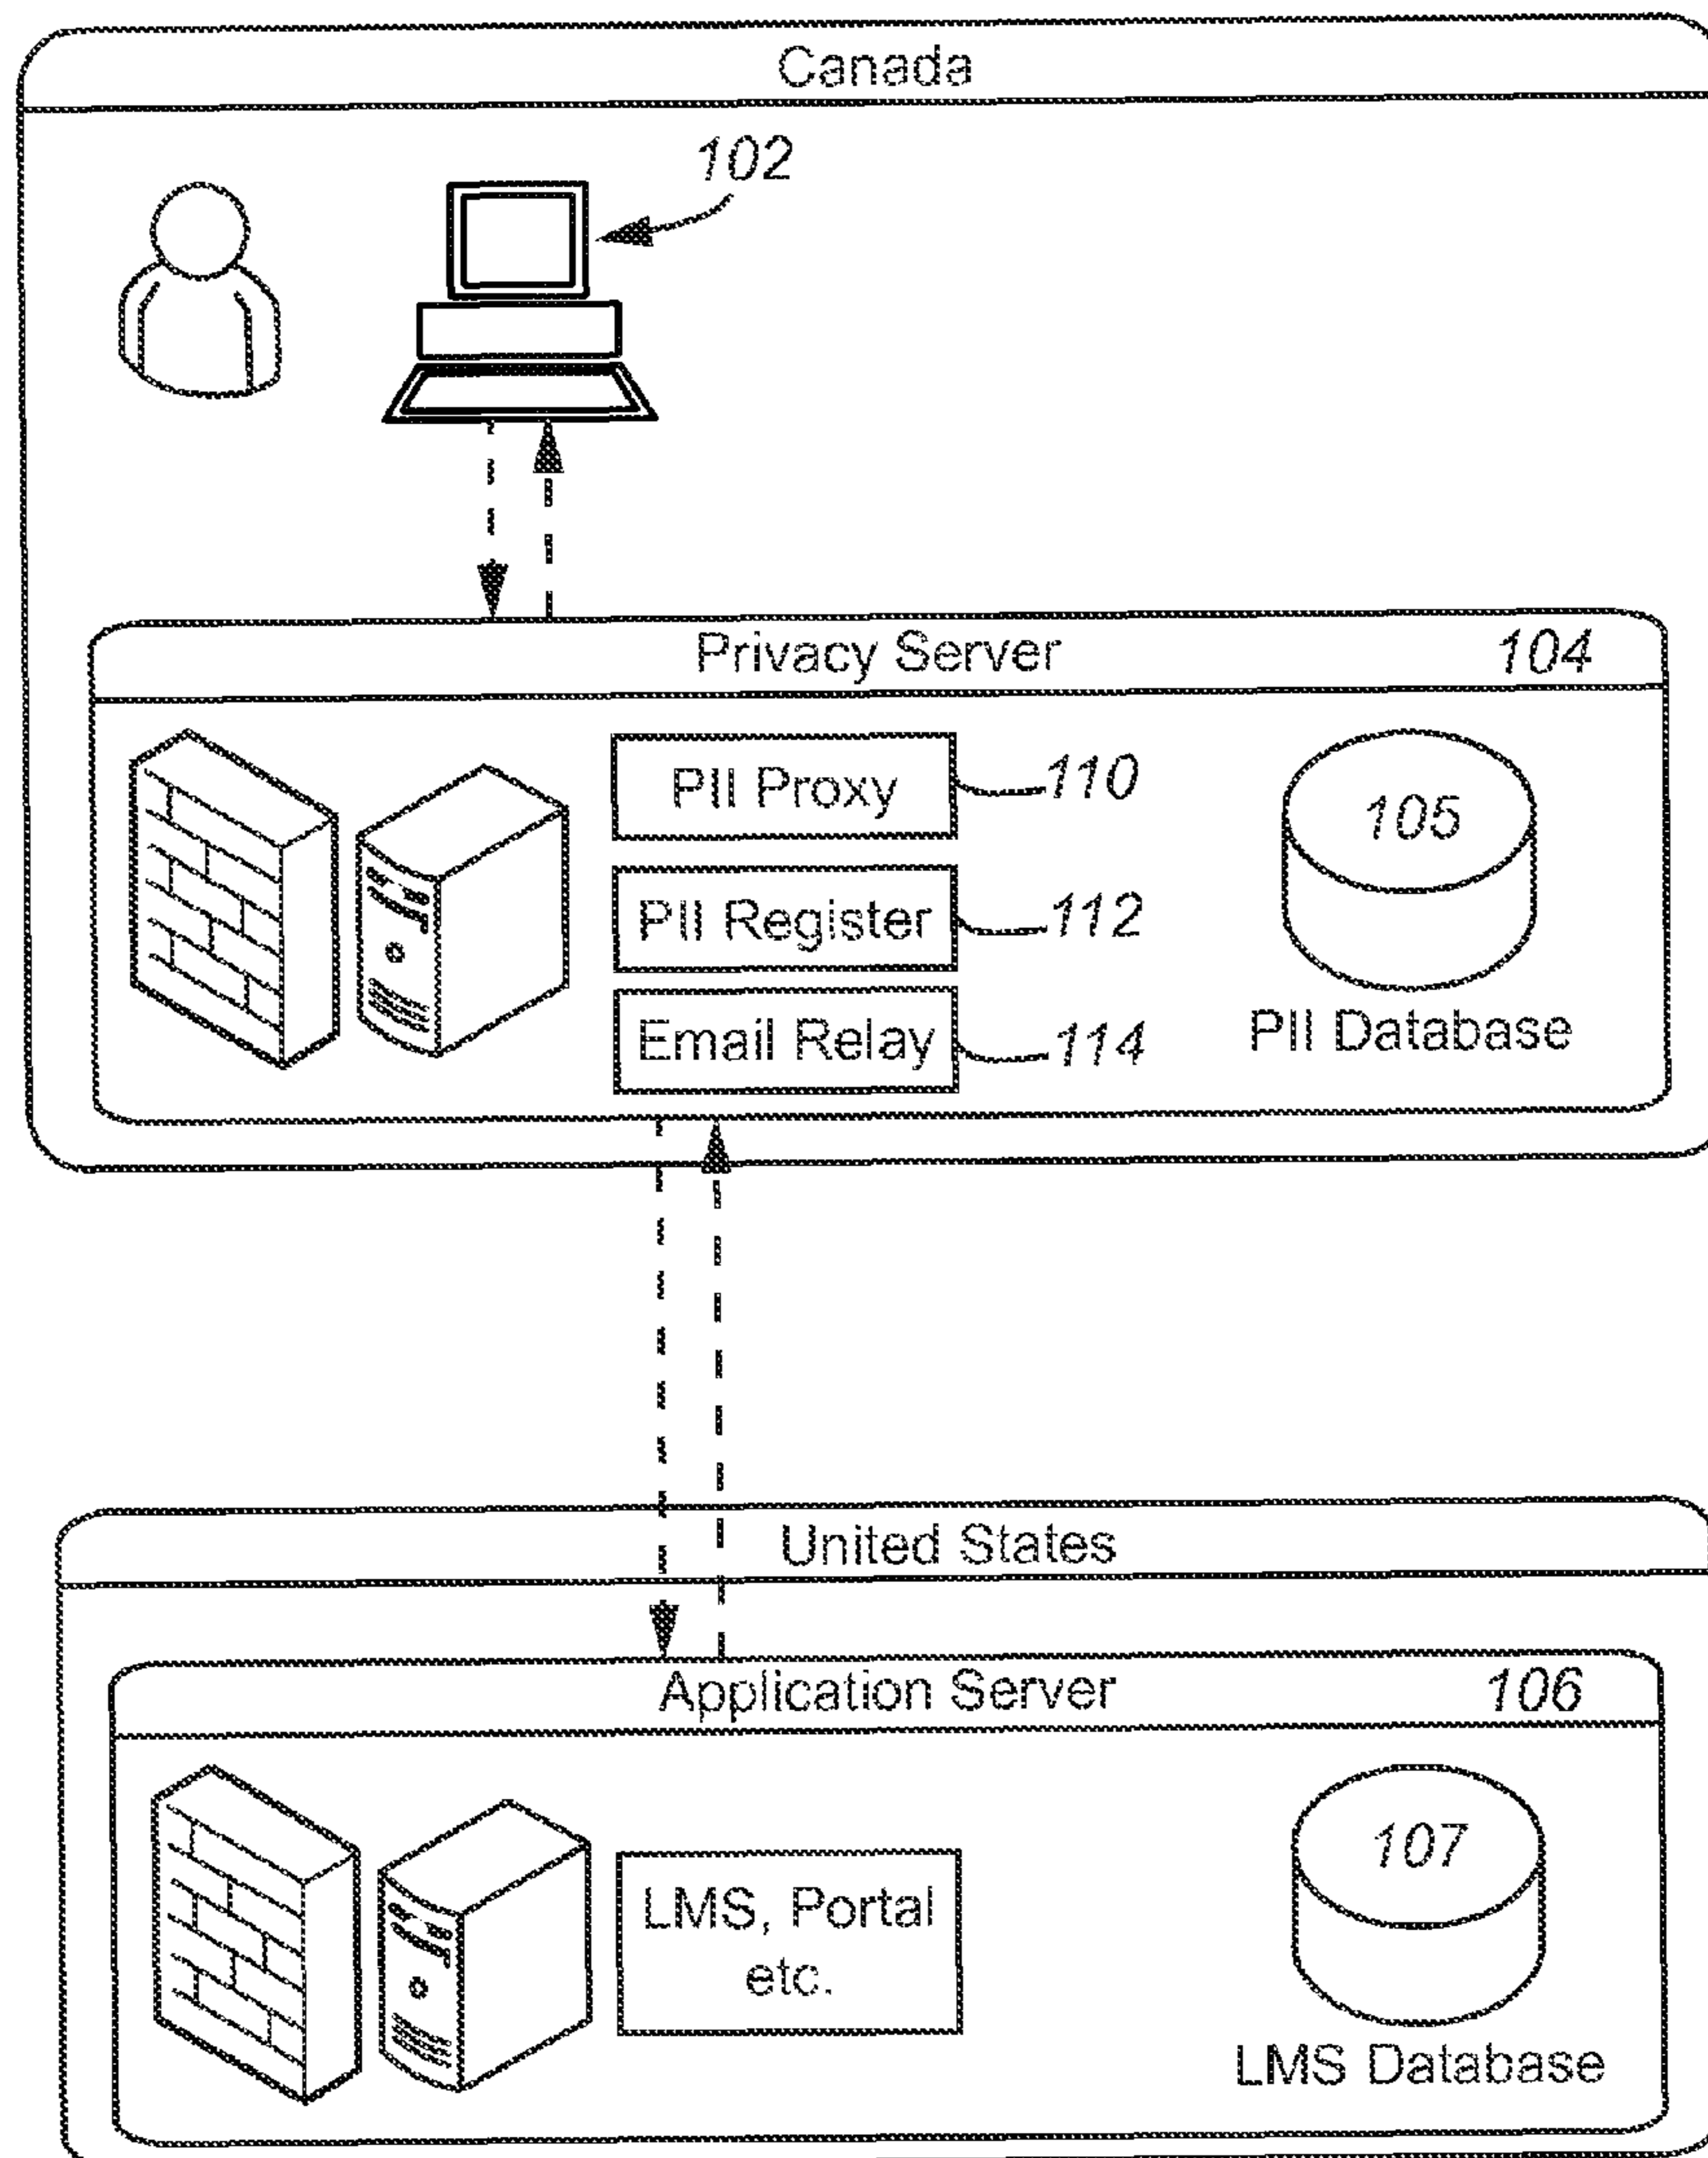 Canada
102
Privacy Server 104
PII Proxy 110
105
PII Register 112
PII Database
Email Relay 114
United States
Application Server 106
107
LMS, Portal
etc.
LMS Database